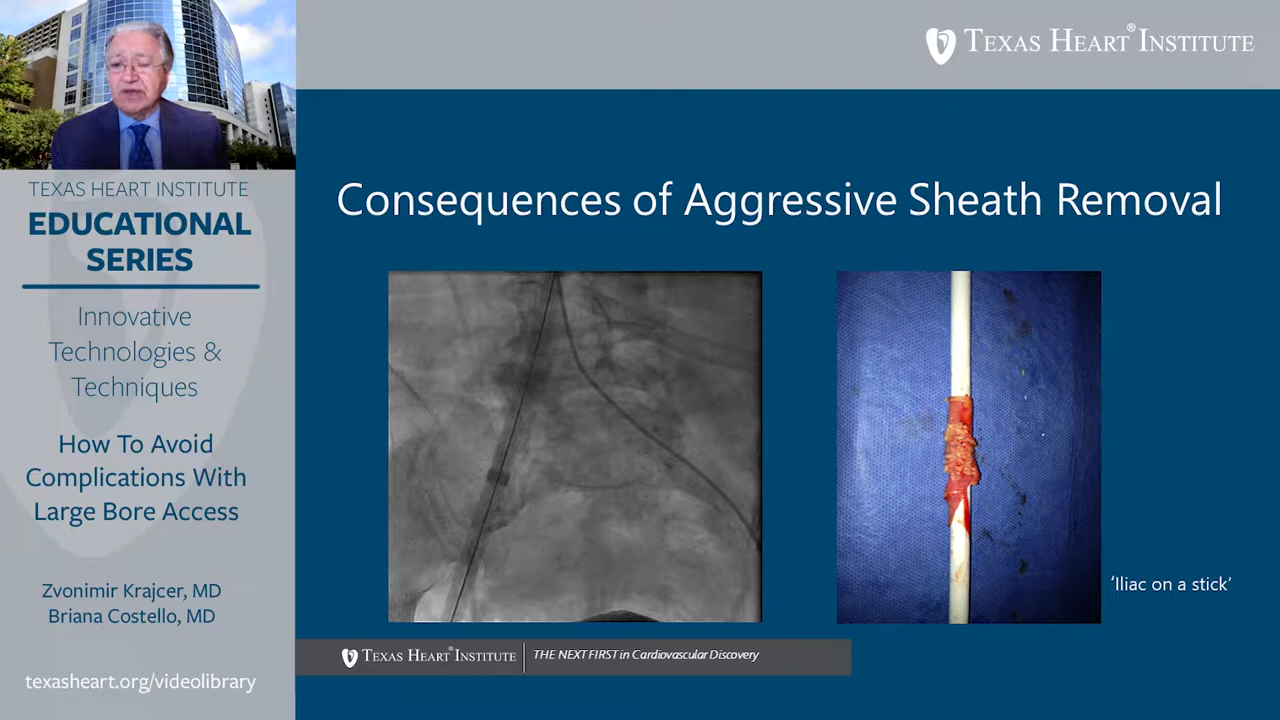 TEXAS HEART® INSTITUTE
TEXAS HEART INSTITUTE
EDUCATIONAL
SERIES
Innovative
Technologies &
Techniques
How To Avoid
Complications With
Large Bore Access
Zvonimir Krajcer, MD
Briana Costello, MD
texasheart.org/videolibrary
Consequences of Aggressive Sheath Removal
'Iliac on a stick'
TEXAS HEART® INSTITUTE
THE NEXT FIRST in Cardiovascular Discovery